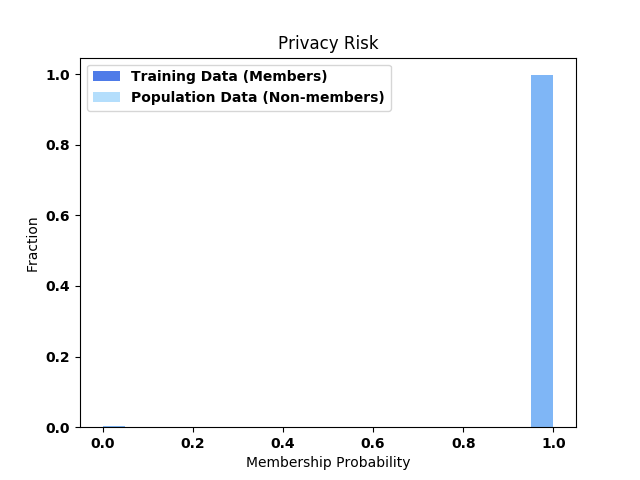 Privacy Risk
Training Data (Members)
Population Data (Non-members)
1.0
0.8
0.6
0.4
0.2
0.0
Fraction
0.0 0.2 0.4 0.6 0.8 1.0
Membership Probability